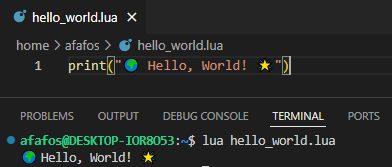 hello_world.lua ×
home > afafos > hello_world.lua
1 print("🌍 Hello, World! ⭐")
PROBLEMS OUTPUT DEBUG CONSOLE TERMINAL PORTS
afafos@DESKTOP-IOR8O53:~$ lua hello_world.lua
🌍 Hello, World! ⭐